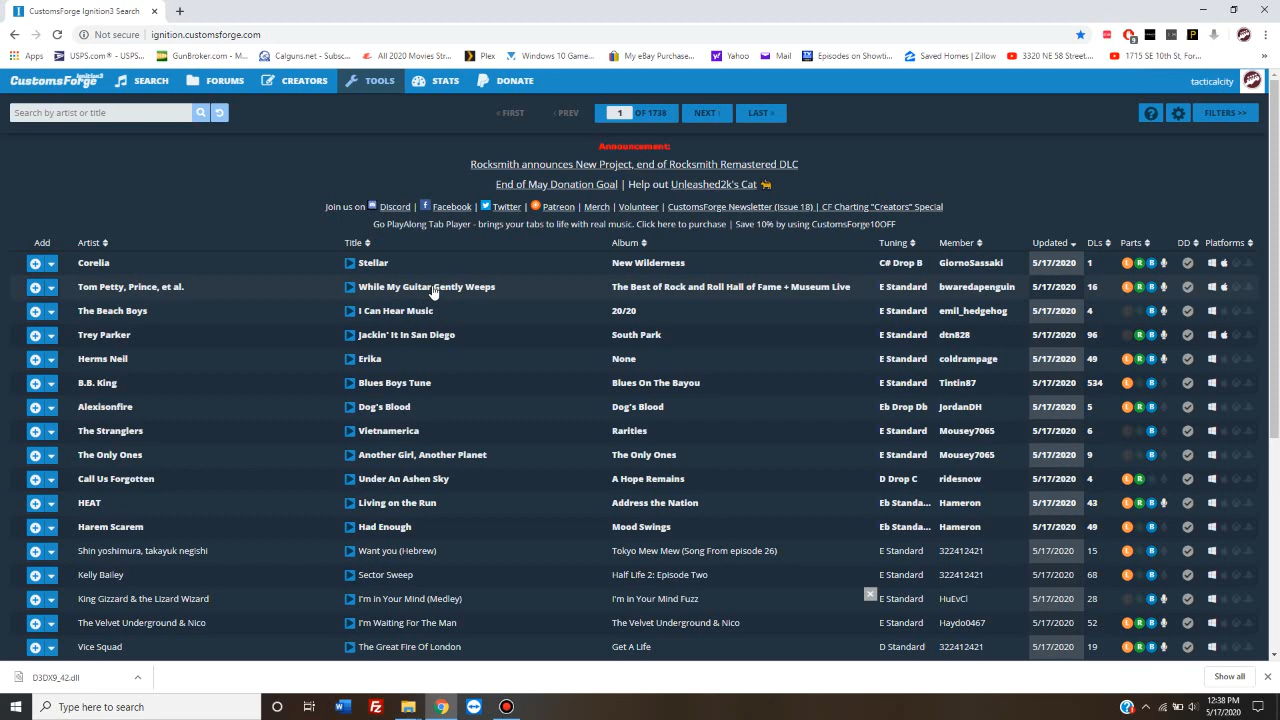 CustomsForge Ignition3 Search
ignition.customsforge.com
Apps USPS.com® - USPS... GunBroker.com - M... Calguns.net - Subsc... All 2020 Movies Str... Plex Windows 10 Game... My eBay Purchase... Yahoo Mail Episodes on Showti... Saved Homes | Zillow 3320 NE 58 Street... 1715 SE 10th St, For...
CustomsForge Ignition3 SEARCH FORUMS CREATORS TOOLS STATS DONATE tacticalcity
Search by artist or title « FIRST ‹ PREV 1 OF 1738 NEXT › LAST » FILTERS >>
Announcement:
Rocksmith announces New Project, end of Rocksmith Remastered DLC
End of May Donation Goal | Help out Unleashed2k's Cat
Join us on Discord | Facebook | Twitter | Patreon | Merch | Volunteer | CustomsForge Newsletter (Issue 18) | CF Charting "Creators" Special
Go PlayAlong Tab Player - brings your tabs to life with real music. Click here to purchase | Save 10% by using CustomsForge10OFF
Add Artist Title Album Tuning Member Updated DLs Parts DD Platforms
Corelia Stellar New Wilderness C# Drop B GiornoSassaki 5/17/2020 1 L R B
Tom Petty, Prince, et al. While My Guitar Gently Weeps The Best of Rock and Roll Hall of Fame + Museum Live E Standard bwaredapenguin 5/17/2020 16 L R B
The Beach Boys I Can Hear Music 20/20 E Standard emil_hedgehog 5/17/2020 4 B
Trey Parker Jackin' It In San Diego South Park E Standard dtn828 5/17/2020 96 R B
Herms Neil Erika None E Standard coldrampage 5/17/2020 49 L R B
B.B. King Blues Boys Tune Blues On The Bayou E Standard Tintin87 5/17/2020 534 L B
Alexisonfire Dog's Blood Dog's Blood Eb Drop Db JordanDH 5/17/2020 5 L R B
The Stranglers Vietnamerica Rarities E Standard Mousey7065 5/17/2020 6 B
The Only Ones Another Girl, Another Planet The Only Ones E Standard Mousey7065 5/17/2020 9 B
Call Us Forgotten Under An Ashen Sky A Hope Remains D Drop C ridesnow 5/17/2020 4 L R
HEAT Living on the Run Address the Nation Eb Standa... Hameron 5/17/2020 43 L R B
Harem Scarem Had Enough Mood Swings Eb Standa... Hameron 5/17/2020 49 L R B
Shin yoshimura, takayuk negishi Want you (Hebrew) Tokyo Mew Mew (Song From episode 26) E Standard 322412421 5/17/2020 15 L B
Kelly Bailey Sector Sweep Half Life 2: Episode Two E Standard 322412421 5/17/2020 68 L B
King Gizzard & the Lizard Wizard I'm in Your Mind (Medley) I'm in Your Mind Fuzz E Standard HuEvCl 5/17/2020 28 B
The Velvet Underground & Nico I'm Waiting For The Man The Velvet Underground & Nico E Standard Haydo0467 5/17/2020 52 L R B
Vice Squad The Great Fire Of London Get A Life D Standard 322412421 5/17/2020 19 L R B
D3DX9_42.dll Show all
Type here to search 12:38 PM
5/17/2020